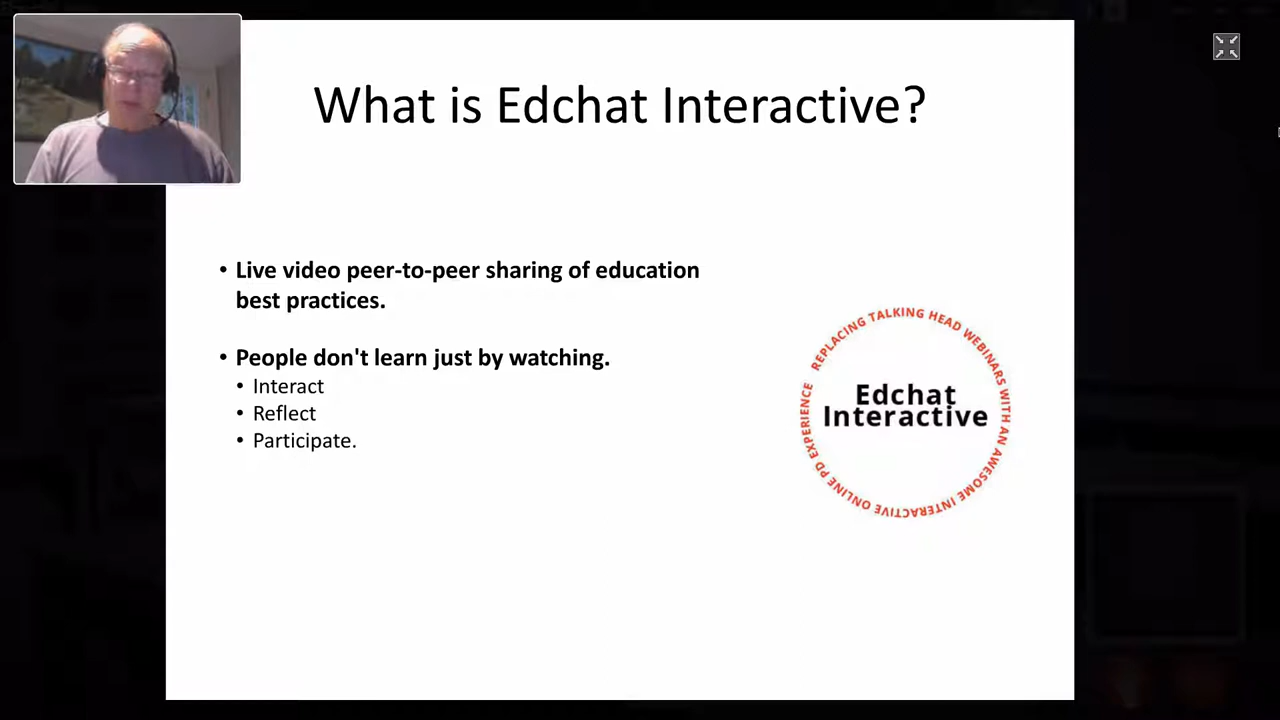 What is Edchat Interactive?
• Live video peer-to-peer sharing of education
best practices.
• People don't learn just by watching.
• Interact
• Reflect
• Participate.
REPLACING TALKING HEAD WEBINARS WITH AN AWESOME INTERACTIVE ONLINE PD EXPERIENCE
Edchat
Interactive